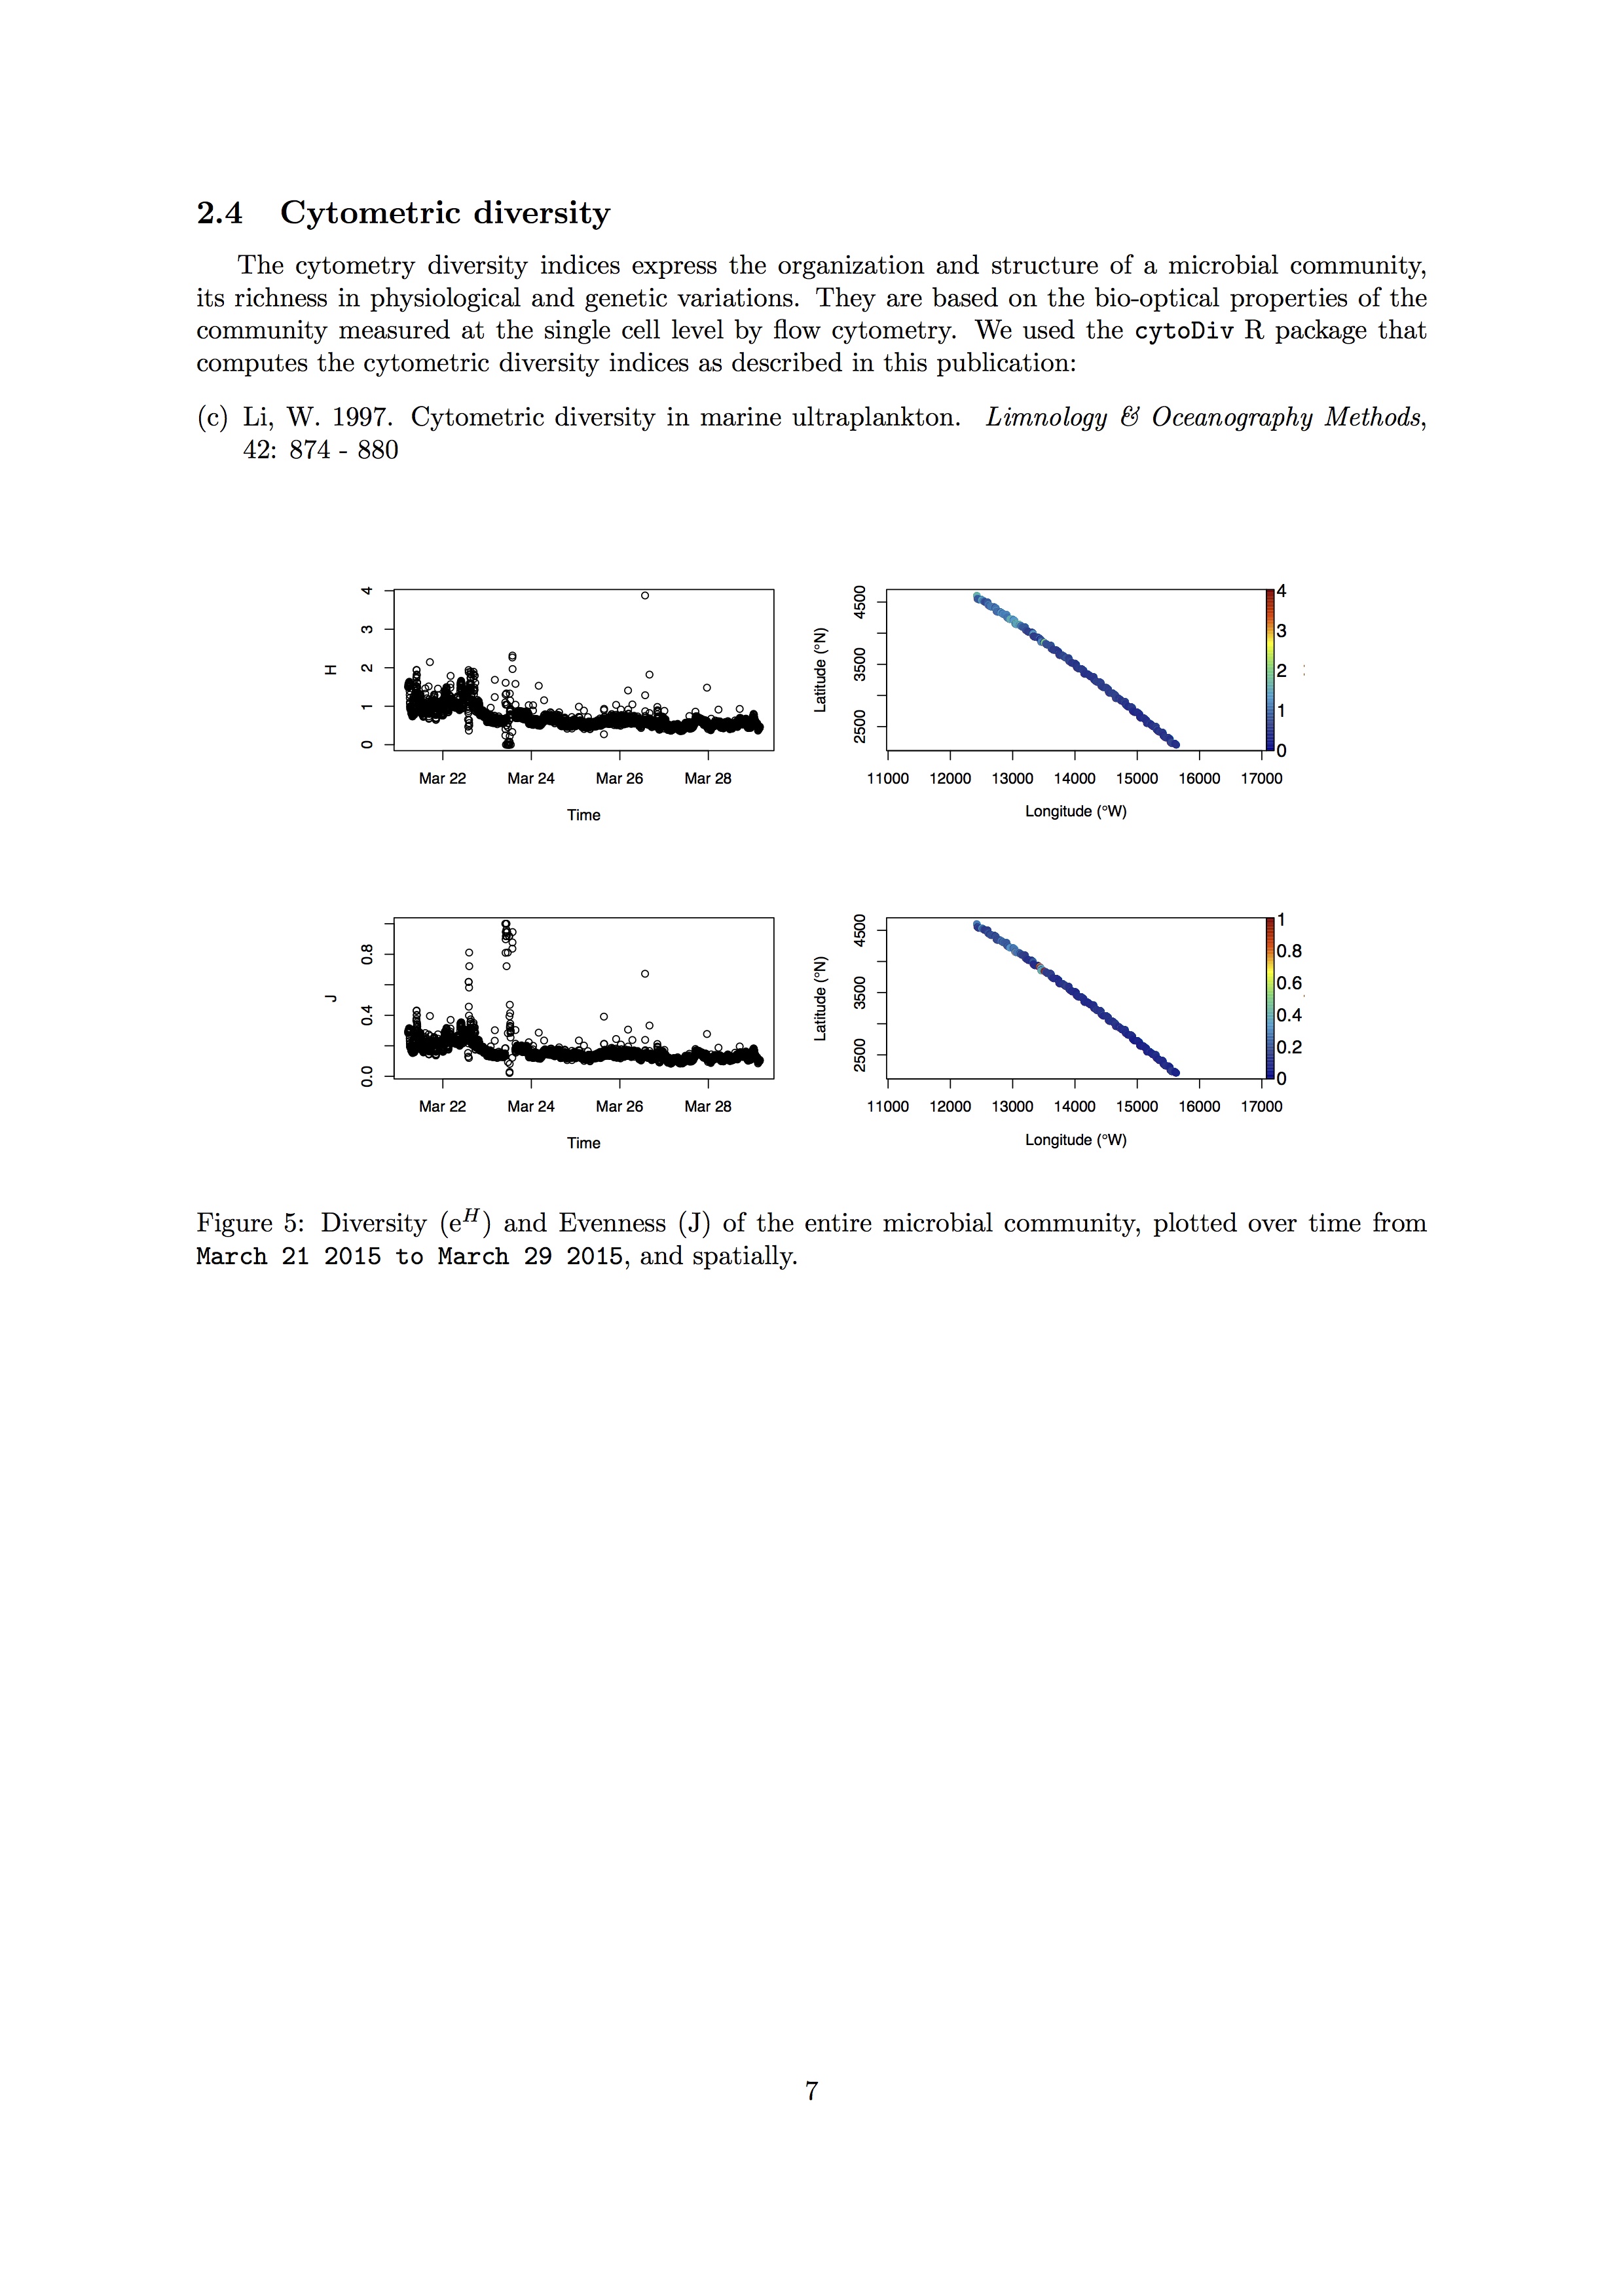 2.4 Cytometric diversity
The cytometry diversity indices express the organization and structure of a microbial community,
its richness in physiological and genetic variations. They are based on the bio-optical properties of the
community measured at the single cell level by flow cytometry. We used the cytoDiv R package that
computes the cytometric diversity indices as described in this publication:
(c) Li, W. 1997. Cytometric diversity in marine ultraplankton. Limnology & Oceanography Methods,
42: 874 - 880
H
4
3
2
1
0
Mar 22 Mar 24 Mar 26 Mar 28
Time
Latitude (°N)
4500
3500
2500
11000 12000 13000 14000 15000 16000 17000
Longitude (°W)
4
3
2
1
0
J
0.8
0.4
0.0
Mar 22 Mar 24 Mar 26 Mar 28
Time
Latitude (°N)
4500
3500
2500
11000 12000 13000 14000 15000 16000 17000
Longitude (°W)
1
0.8
0.6
0.4
0.2
0
Figure 5: Diversity (e^H) and Evenness (J) of the entire microbial community, plotted over time from
March 21 2015 to March 29 2015, and spatially.
7